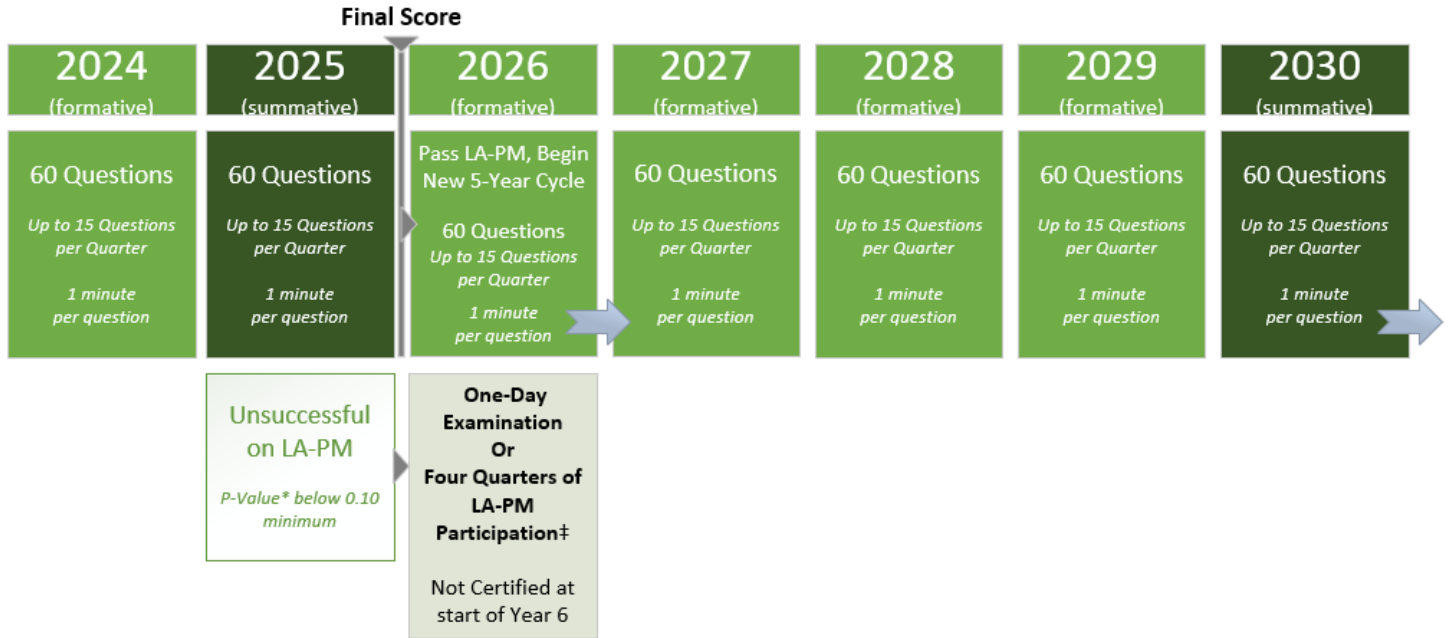 Final Score
2024
(formative)
2025
(summative)
2026
(formative)
2027
(formative)
2028
(formative)
2029
(formative)
2030
(summative)
60 Questions
Up to 15 Questions
per Quarter
1 minute
per question
60 Questions
Up to 15 Questions
per Quarter
1 minute
per question
Pass LA-PM, Begin
New 5-Year Cycle
60 Questions
Up to 15 Questions
per Quarter
1 minute
per question
60 Questions
Up to 15 Questions
per Quarter
1 minute
per question
60 Questions
Up to 15 Questions
per Quarter
1 minute
per question
60 Questions
Up to 15 Questions
per Quarter
1 minute
per question
60 Questions
Up to 15 Questions
per Quarter
1 minute
per question
Unsuccessful
on LA-PM
P-Value* below 0.10
minimum
One-Day
Examination
Or
Four Quarters of
LA-PM
Participation‡
Not Certified at
start of Year 6